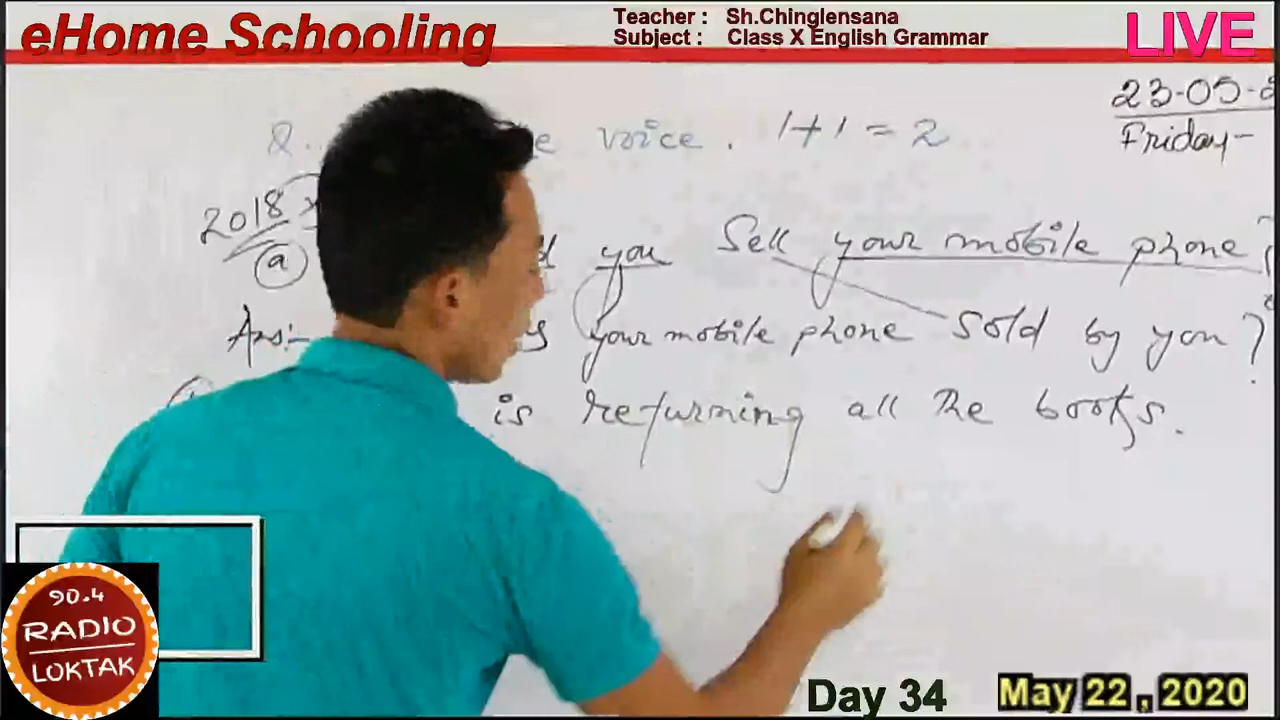 eHome Schooling
Teacher : Sh.Chinglensana
Subject : Class X English Grammar
LIVE
23-05-2
Friday-
voice. 1+1=2
2018
(a) you Sell your mobile phone?
Ans:- your mobile phone sold by you?
is returning all the books.
90.4
RADIO
LOKTAK
Day 34
May 22 , 2020